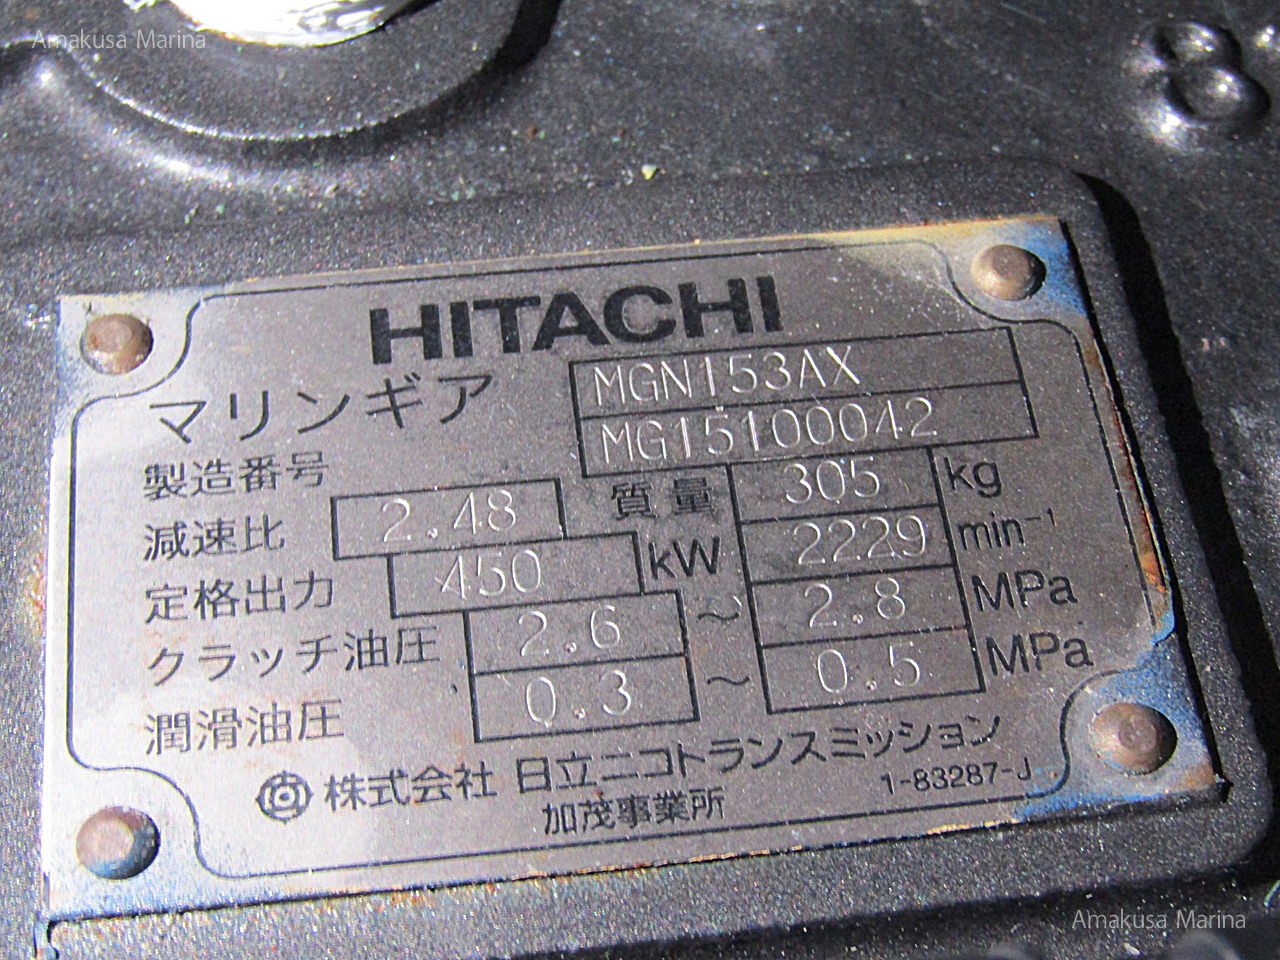 Amakusa Marina
8
HITACHI
マリンギア MGN153AX
製造番号 MG15100042
減速比 2.48 質量 305 kg
定格出力 450 kW 2229 min⁻¹
クラッチ油圧 2.6 ～ 2.8 MPa
潤滑油圧 0.3 ～ 0.5 MPa
株式会社 日立ニコトランスミッション
加茂事業所 1-83287-J
Amakusa Marina